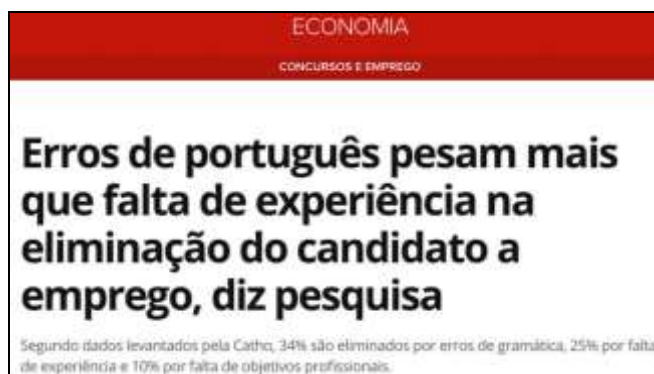 ECONOMIA
CONCURSOS E EMPREGO
Erros de português pesam mais
que falta de experiência na
eliminação do candidato a
emprego, diz pesquisa
Segundo dados levantados pela Catho, 34% são eliminados por erros de gramática, 25% por falta
de experiência e 10% por falta de objetivos profissionais.